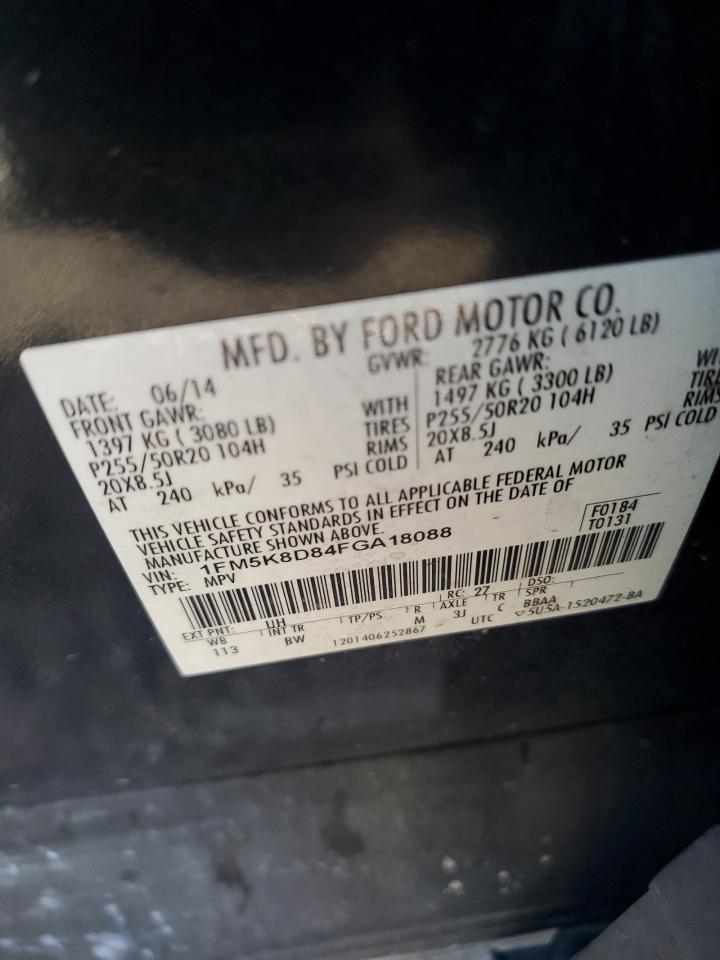 MFD. BY FORD MOTOR CO.
DATE: 06/14 GVWR: 2776 KG ( 6120 LB)
FRONT GAWR: REAR GAWR:
1397 KG ( 3080 LB) WITH 1497 KG ( 3300 LB) WI
P255/50R20 104H TIRES P255/50R20 104H TIRE
20X8.5J RIMS 20X8.5J RIMS
AT 240 kPa/ 35 PSI COLD AT 240 kPa/ 35 PSI COLD
THIS VEHICLE CONFORMS TO ALL APPLICABLE FEDERAL MOTOR
VEHICLE SAFETY STANDARDS IN EFFECT ON THE DATE OF
MANUFACTURE SHOWN ABOVE.
VIN: 1FM5K8D84FGA18088 F0184
TYPE: MPV T0131
EXT PNT: UH RC: 27 DSO:
WB INT TR TP/PS R AXLE TR SPR
113 BW M 3J C BBAA
1201406252867 UTC ▽5U5A-1520472-BA